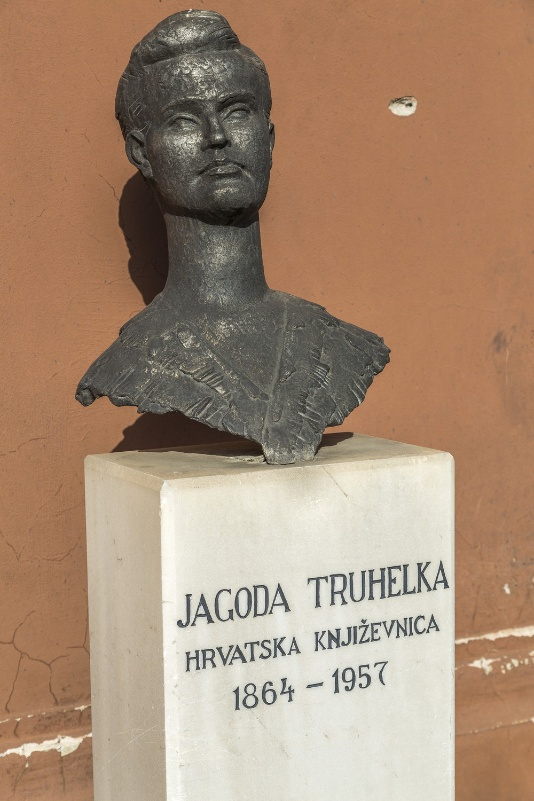 JAGODA TRUHELKA
HRVATSKA KNJIŽEVNICA
1864 – 1957